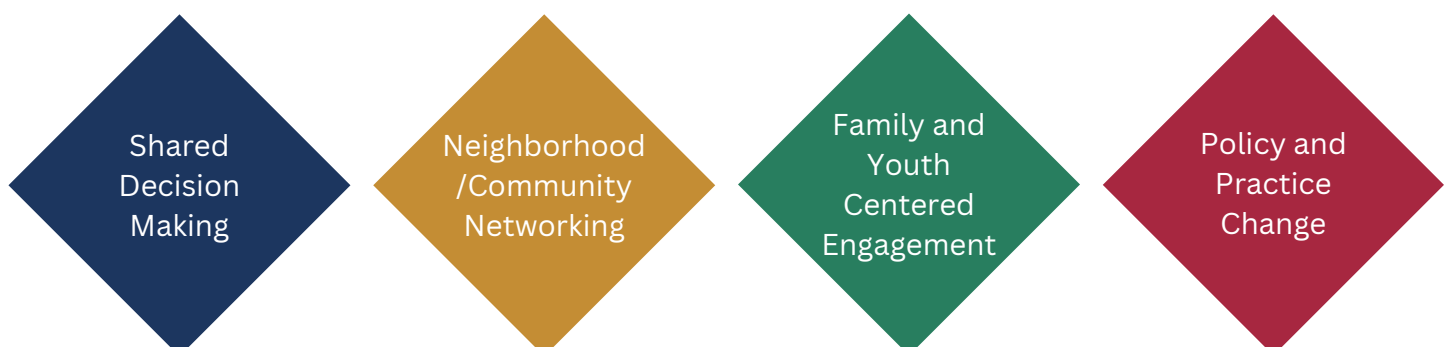 Shared
Decision
Making
Neighborhood
/Community
Networking
Family and
Youth
Centered
Engagement
Policy and
Practice
Change